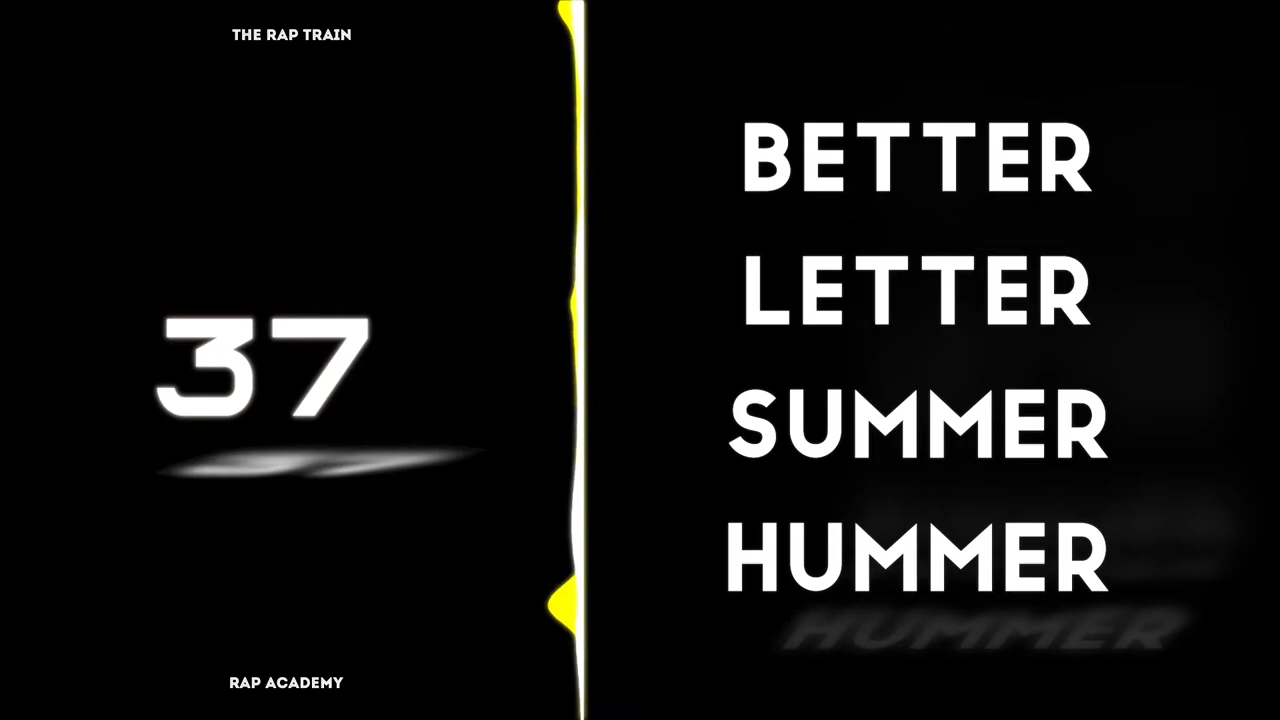 THE RAP TRAIN
37
RAP ACADEMY
BETTER
LETTER
SUMMER
HUMMER